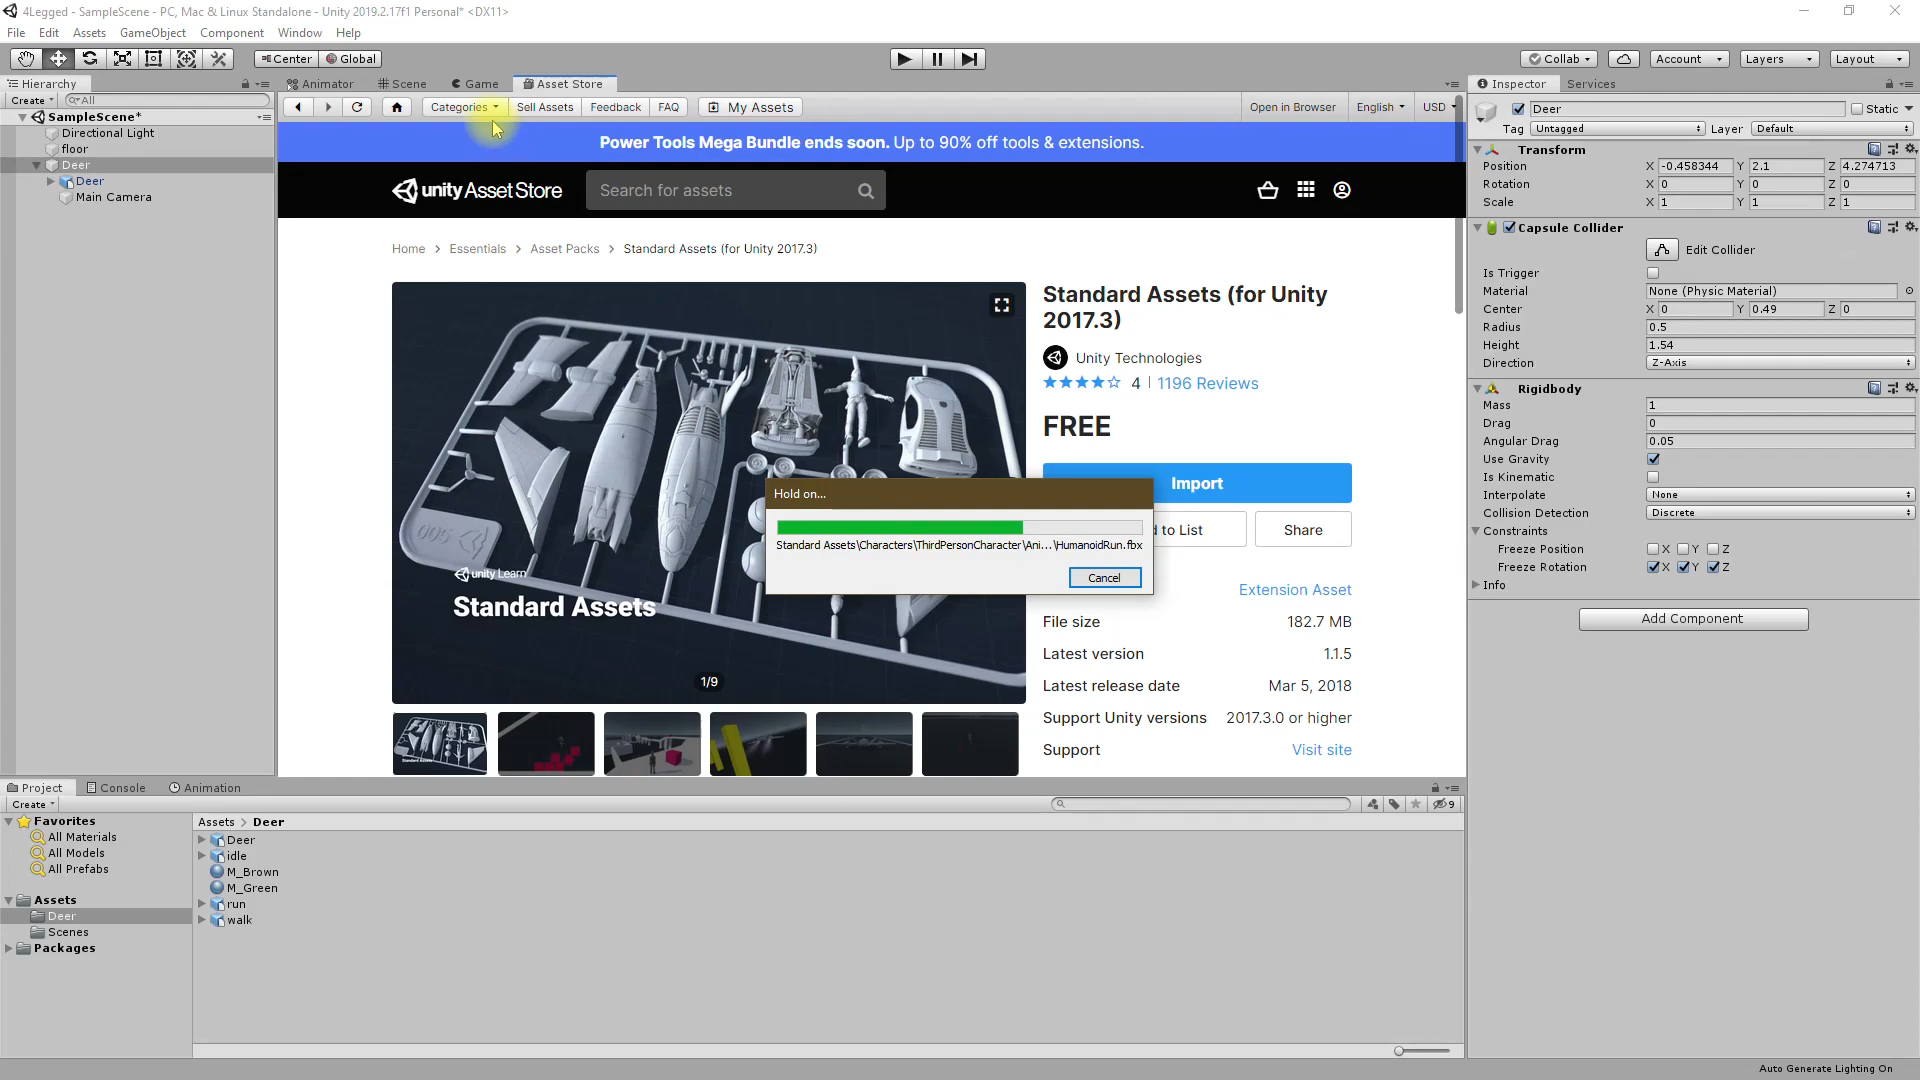 4Legged - SampleScene - PC, Mac & Linux Standalone - Unity 2019.2.17f1 Personal* <DX11>
File Edit Assets GameObject Component Window Help
Center Global
Collab Account Layers Layout
Hierarchy
Create All
SampleScene*
Directional Light
floor
Deer
Deer
Main Camera
Animator Scene Game Asset Store
Categories Sell Assets Feedback FAQ My Assets Open in Browser English USD
Power Tools Mega Bundle ends soon. Up to 90% off tools & extensions.
unity Asset Store Search for assets
Home > Essentials > Asset Packs > Standard Assets (for Unity 2017.3)
unity Learn
Standard Assets
1/9
Standard Assets (for Unity
2017.3)
Unity Technologies
4 | 1196 Reviews
FREE
Import
d to List Share
Extension Asset
File size 182.7 MB
Latest version 1.1.5
Latest release date Mar 5, 2018
Support Unity versions 2017.3.0 or higher
Support Visit site
Hold on...
Standard Assets\Characters\ThirdPersonCharacter\Ani...\HumanoidRun.fbx
Cancel
Inspector Services
Deer Static
Tag Untagged Layer Default
Transform
Position X -0.458344 Y 2.1 Z 4.274713
Rotation X 0 Y 0 Z 0
Scale X 1 Y 1 Z 1
Capsule Collider
Edit Collider
Is Trigger
Material None (Physic Material)
Center X 0 Y 0.49 Z 0
Radius 0.5
Height 1.54
Direction Z-Axis
Rigidbody
Mass 1
Drag 0
Angular Drag 0.05
Use Gravity
Is Kinematic
Interpolate None
Collision Detection Discrete
Constraints
Freeze Position X Y Z
Freeze Rotation X Y Z
Info
Add Component
Project Console Animation
Create
9
Favorites
All Materials
All Models
All Prefabs
Assets
Deer
Scenes
Packages
Assets > Deer
Deer
idle
M_Brown
M_Green
run
walk
Auto Generate Lighting On